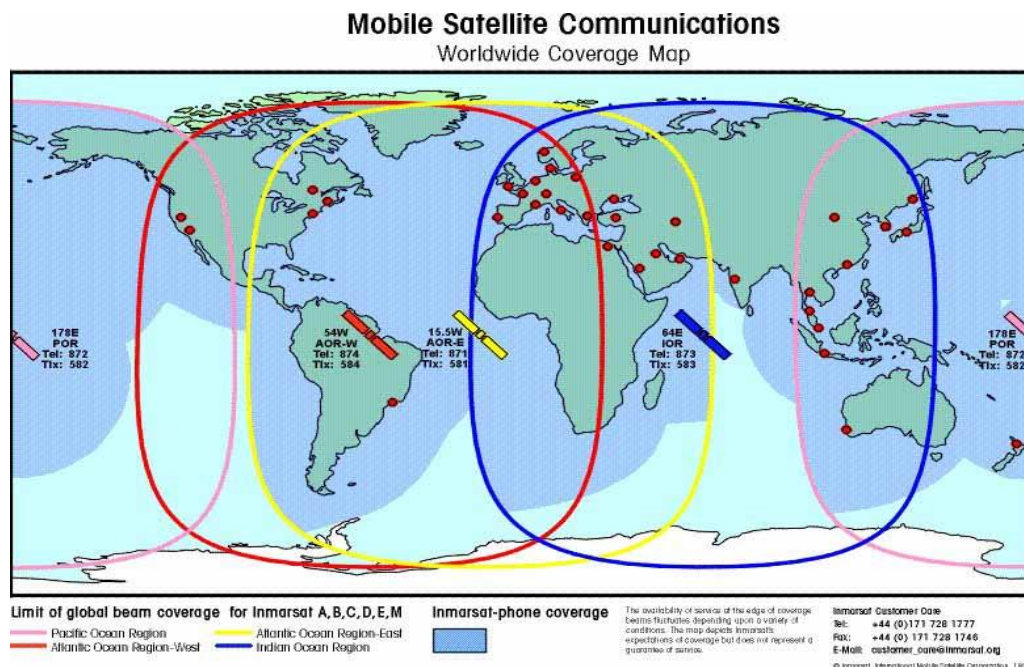 Mobile Satellite Communications
Worldwide Coverage Map
178E
POR
Tel: 872
Tlx: 582
54W
AOR-W
Tel: 874
Tlx: 584
15.5W
AOR-E
Tel: 871
Tlx: 581
64E
IOR
Tel: 873
Tlx: 583
178E
POR
Tel: 872
Tlx: 582
Limit of global beam coverage for Inmarsat A,B,C,D,E,M
Pacific Ocean Region
Atlantic Ocean Region-West
Atlantic Ocean Region-East
Indian Ocean Region
Inmarsat-phone coverage
The availability of service at the edge of coverage
beams fluctuates depending upon a variety of
conditions. The map depicts Inmarsat's
expectations of coverage but does not represent a
guarantee of service.
Inmarsat Customer Care
Tel: +44 (0)171 728 1777
Fax: +44 (0)171 728 1746
E-Mail: customer_care@inmarsat.org
© Inmarsat, International Mobile Satellite Organization,